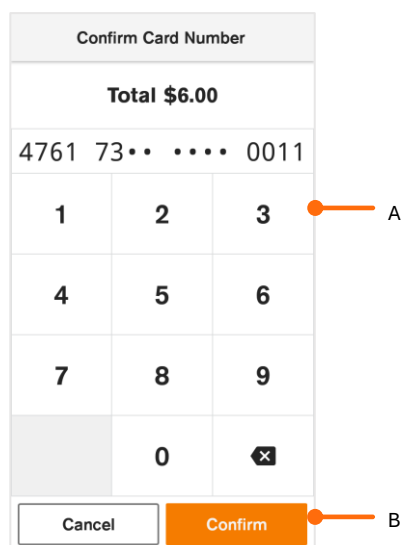 Confirm Card Number
Total $6.00
4761 73•• •••• 0011
1 2 3
A
4 5 6
7 8 9
0
Cancel Confirm
B